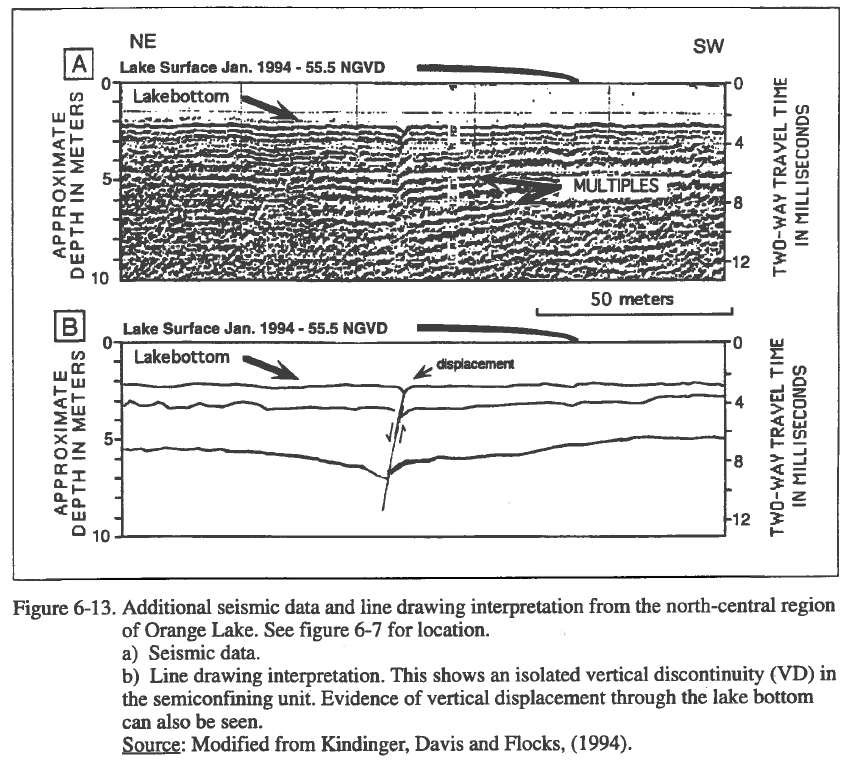 NE
SW
A
Lake Surface Jan. 1994 - 55.5 NGVD
0
0
Lakebottom
4
5
MULTIPLES
8
10
12
APPROXIMATE
DEPTH IN METERS
TWO-WAY TRAVEL TIME
IN MILLISECONDS
50 meters
B
Lake Surface Jan. 1994 - 55.5 NGVD
0
0
Lakebottom
displacement
4
5
8
10
12
APPROXIMATE
DEPTH IN METERS
TWO-WAY TRAVEL TIME
IN MILLISECONDS
Figure 6-13. Additional seismic data and line drawing interpretation from the north-central region
of Orange Lake. See figure 6-7 for location.
a) Seismic data.
b) Line drawing interpretation. This shows an isolated vertical discontinuity (VD) in
the semiconfining unit. Evidence of vertical displacement through the lake bottom
can also be seen.
Source: Modified from Kindinger, Davis and Flocks, (1994).